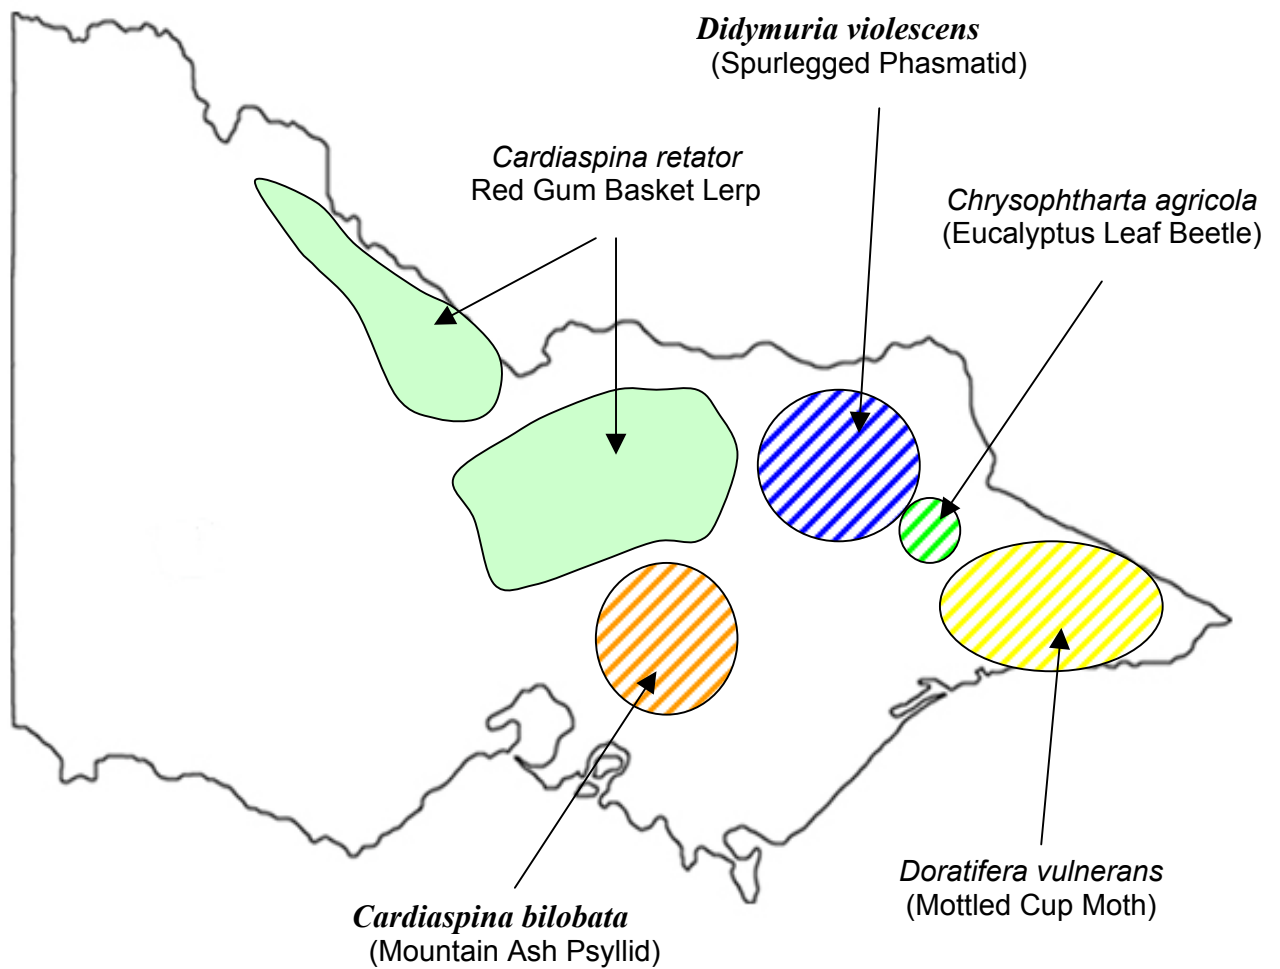 Didymuria violescens
(Spurlegged Phasmatid)
Cardiaspina retator
Red Gum Basket Lerp
Chrysophtharta agricola
(Eucalyptus Leaf Beetle)
Doratifera vulnerans
(Mottled Cup Moth)
Cardiaspina bilobata
(Mountain Ash Psyllid)